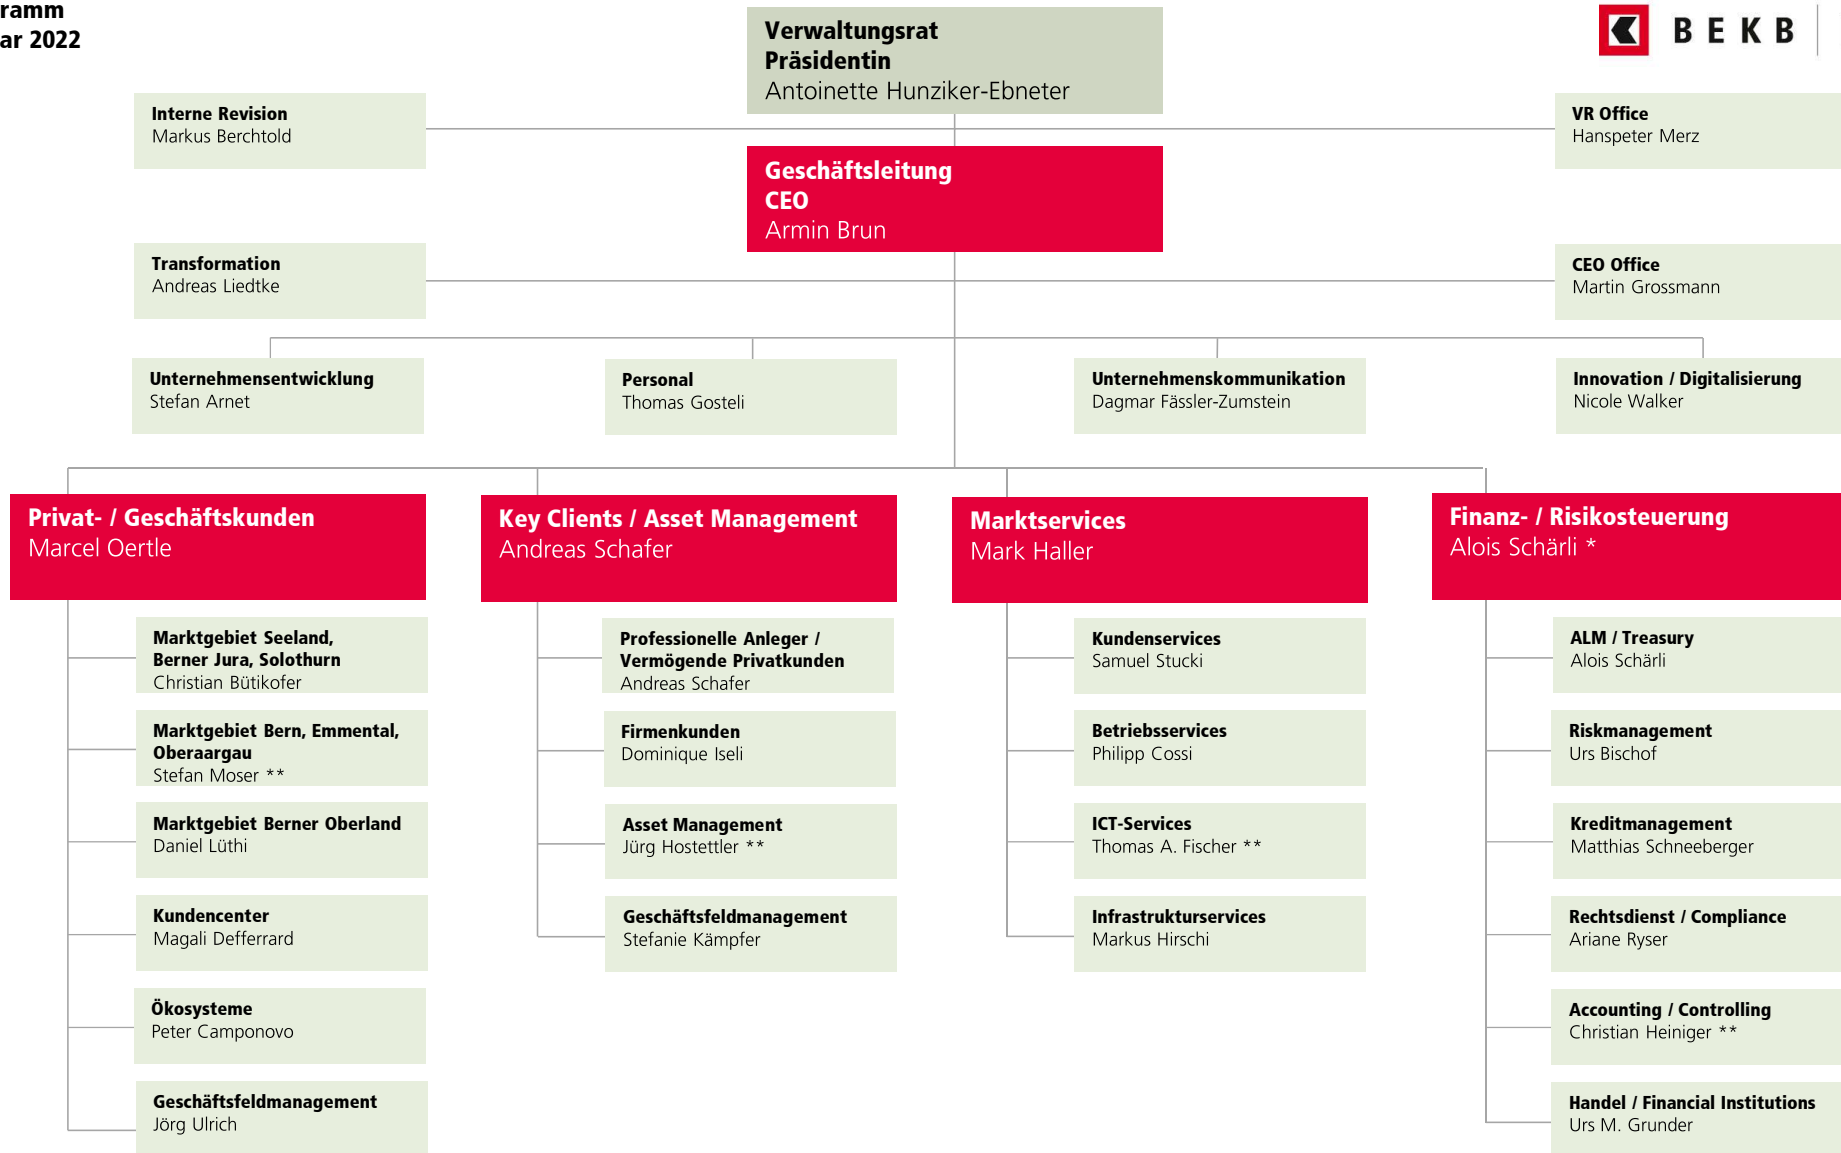 ramm
ar 2022
BEKB
Verwaltungsrat
Präsidentin
Antoinette Hunziker-Ebneter
Interne Revision
Markus Berchtold
VR Office
Hanspeter Merz
Geschäftsleitung
CEO
Armin Brun
Transformation
Andreas Liedtke
CEO Office
Martin Grossmann
Unternehmensentwicklung
Stefan Arnet
Personal
Thomas Gosteli
Unternehmenskommunikation
Dagmar Fässler-Zumstein
Innovation / Digitalisierung
Nicole Walker
Privat- / Geschäftskunden
Marcel Oertle
Marktgebiet Seeland,
Berner Jura, Solothurn
Christian Bütikofer
Marktgebiet Bern, Emmental,
Oberaargau
Stefan Moser **
Marktgebiet Berner Oberland
Daniel Lüthi
Kundencenter
Magali Defferrard
Ökosysteme
Peter Camponovo
Geschäftsfeldmanagement
Jörg Ulrich
Key Clients / Asset Management
Andreas Schafer
Professionelle Anleger /
Vermögende Privatkunden
Andreas Schafer
Firmenkunden
Dominique Iseli
Asset Management
Jürg Hostettler **
Geschäftsfeldmanagement
Stefanie Kämpfer
Marktservices
Mark Haller
Kundenservices
Samuel Stucki
Betriebsservices
Philipp Cossi
ICT-Services
Thomas A. Fischer **
Infrastrukturservices
Markus Hirschi
Finanz- / Risikosteuerung
Alois Schärli *
ALM / Treasury
Alois Schärli
Riskmanagement
Urs Bischof
Kreditmanagement
Matthias Schneeberger
Rechtsdienst / Compliance
Ariane Ryser
Accounting / Controlling
Christian Heiniger **
Handel / Financial Institutions
Urs M. Grunder